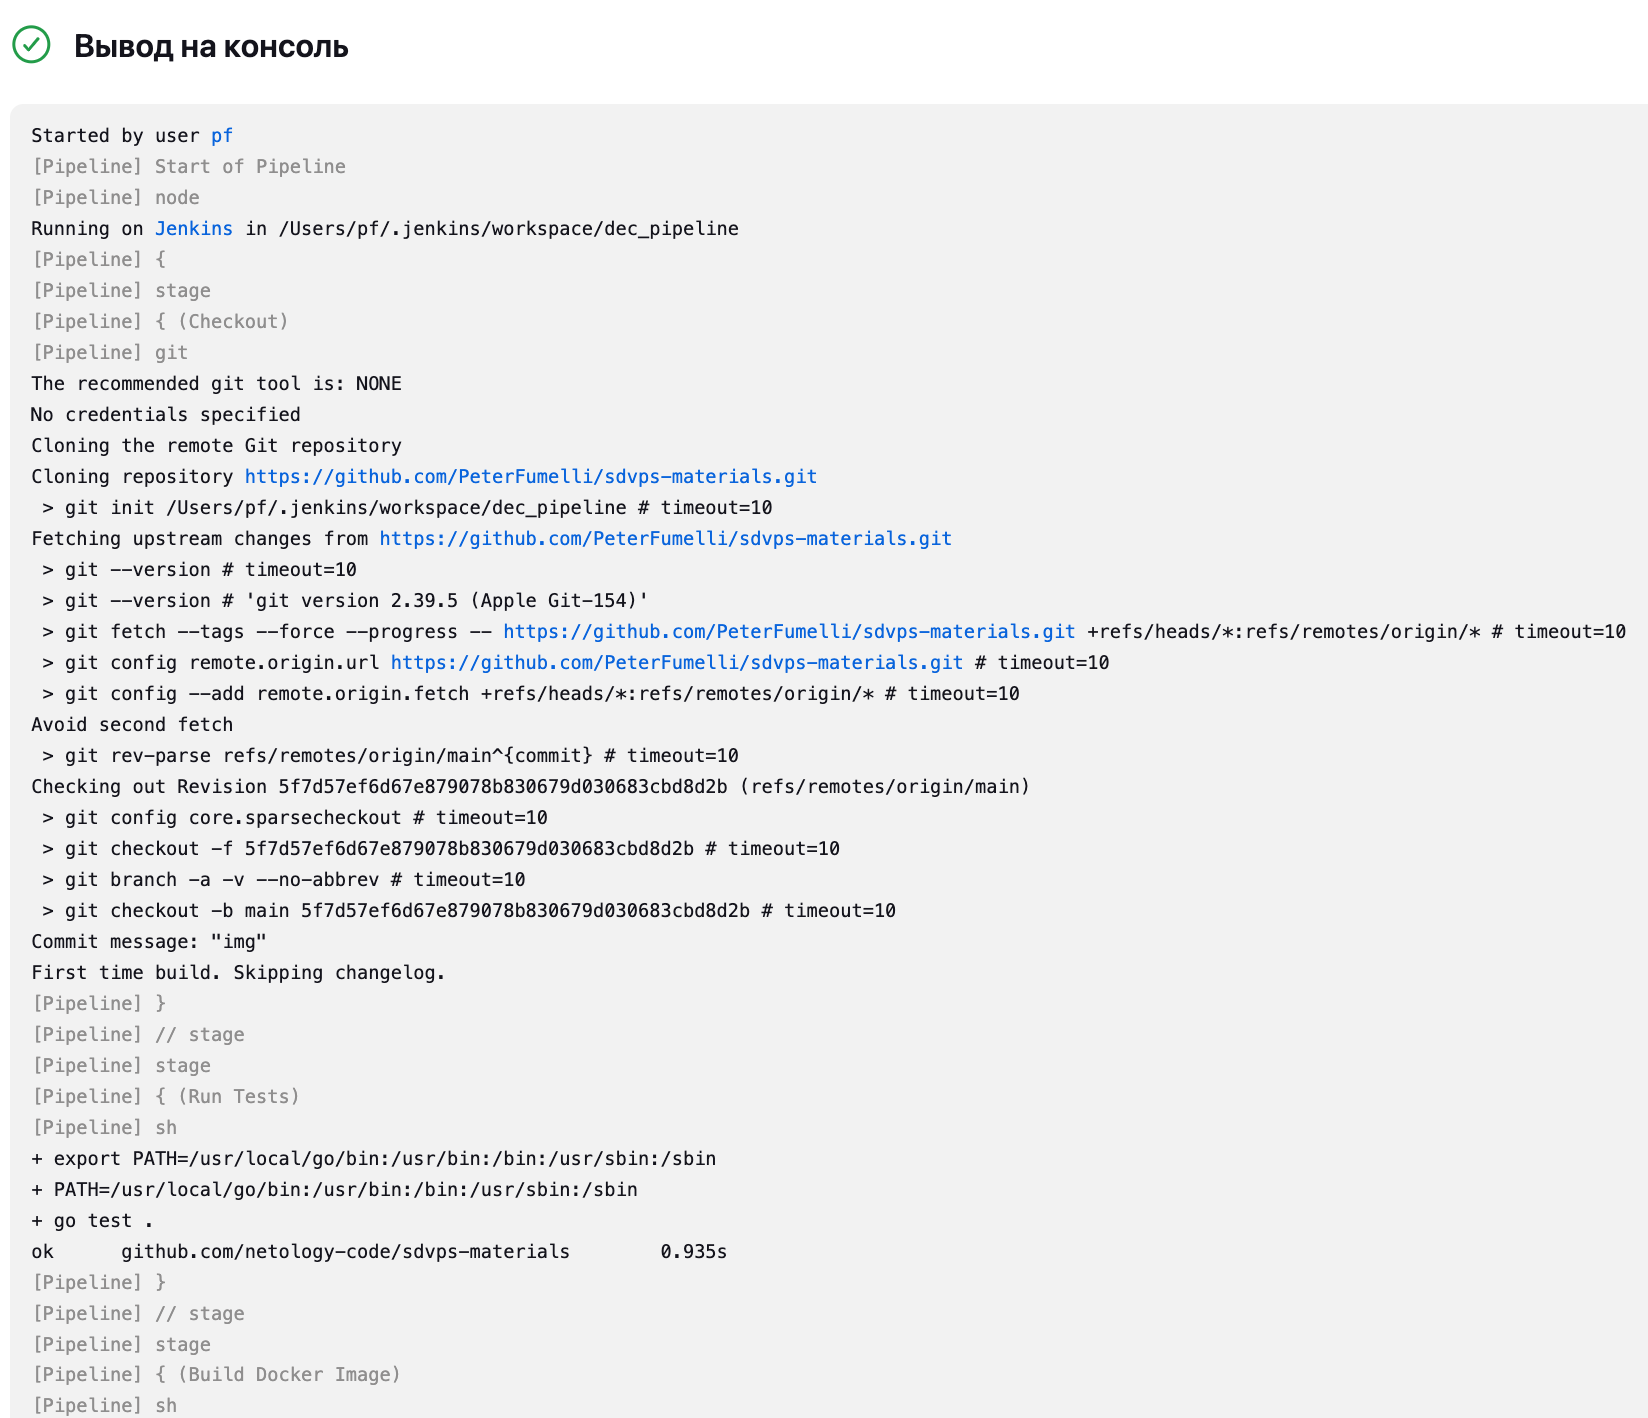 Вывод на консоль
Started by user pf
[Pipeline] Start of Pipeline
[Pipeline] node
Running on Jenkins in /Users/pf/.jenkins/workspace/dec_pipeline
[Pipeline] {
[Pipeline] stage
[Pipeline] { (Checkout)
[Pipeline] git
The recommended git tool is: NONE
No credentials specified
Cloning the remote Git repository
Cloning repository https://github.com/PeterFumelli/sdvps-materials.git
 > git init /Users/pf/.jenkins/workspace/dec_pipeline # timeout=10
Fetching upstream changes from https://github.com/PeterFumelli/sdvps-materials.git
 > git --version # timeout=10
 > git --version # 'git version 2.39.5 (Apple Git-154)'
 > git fetch --tags --force --progress -- https://github.com/PeterFumelli/sdvps-materials.git +refs/heads/*:refs/remotes/origin/* # timeout=10
 > git config remote.origin.url https://github.com/PeterFumelli/sdvps-materials.git # timeout=10
 > git config --add remote.origin.fetch +refs/heads/*:refs/remotes/origin/* # timeout=10
Avoid second fetch
 > git rev-parse refs/remotes/origin/main^{commit} # timeout=10
Checking out Revision 5f7d57ef6d67e879078b830679d030683cbd8d2b (refs/remotes/origin/main)
 > git config core.sparsecheckout # timeout=10
 > git checkout -f 5f7d57ef6d67e879078b830679d030683cbd8d2b # timeout=10
 > git branch -a -v --no-abbrev # timeout=10
 > git checkout -b main 5f7d57ef6d67e879078b830679d030683cbd8d2b # timeout=10
Commit message: "img"
First time build. Skipping changelog.
[Pipeline] }
[Pipeline] // stage
[Pipeline] stage
[Pipeline] { (Run Tests)
[Pipeline] sh
+ export PATH=/usr/local/go/bin:/usr/bin:/bin:/usr/sbin:/sbin
+ PATH=/usr/local/go/bin:/usr/bin:/bin:/usr/sbin:/sbin
+ go test .
ok      github.com/netology-code/sdvps-materials        0.935s
[Pipeline] }
[Pipeline] // stage
[Pipeline] stage
[Pipeline] { (Build Docker Image)
[Pipeline] sh